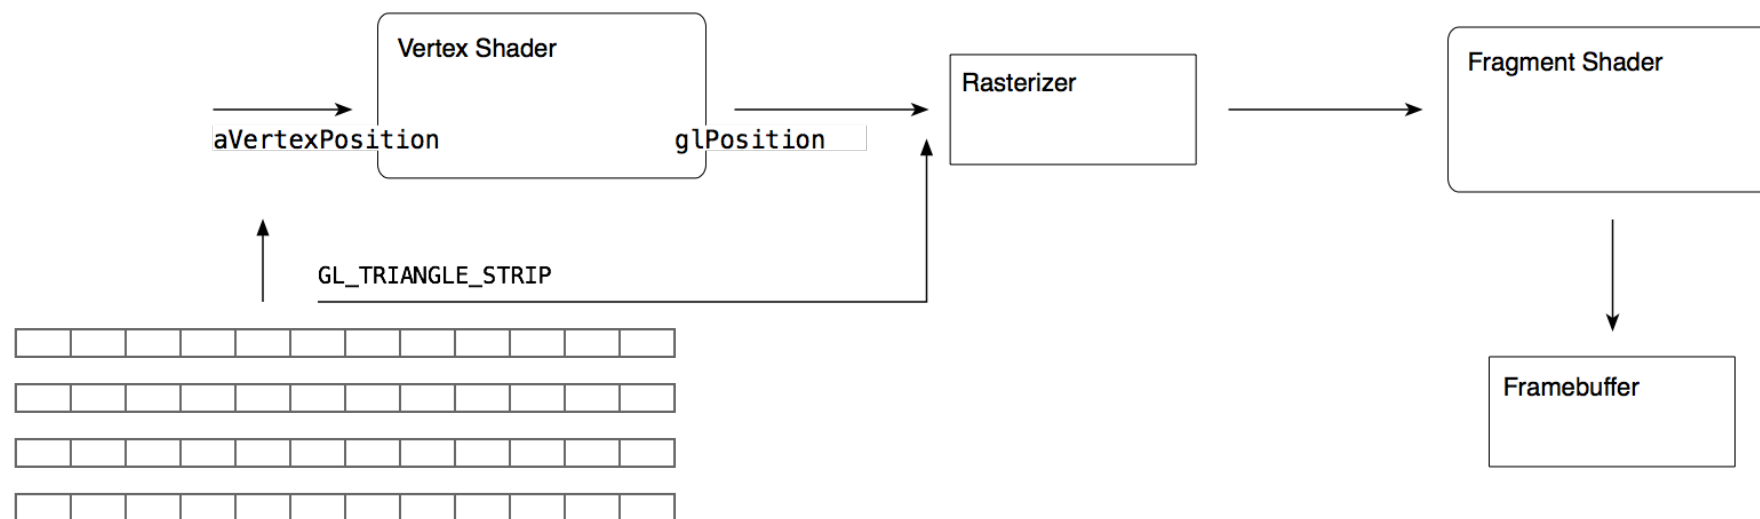 Vertex Shader
Rasterizer
Fragment Shader
aVertexPosition
glPosition
GL_TRIANGLE_STRIP
Framebuffer